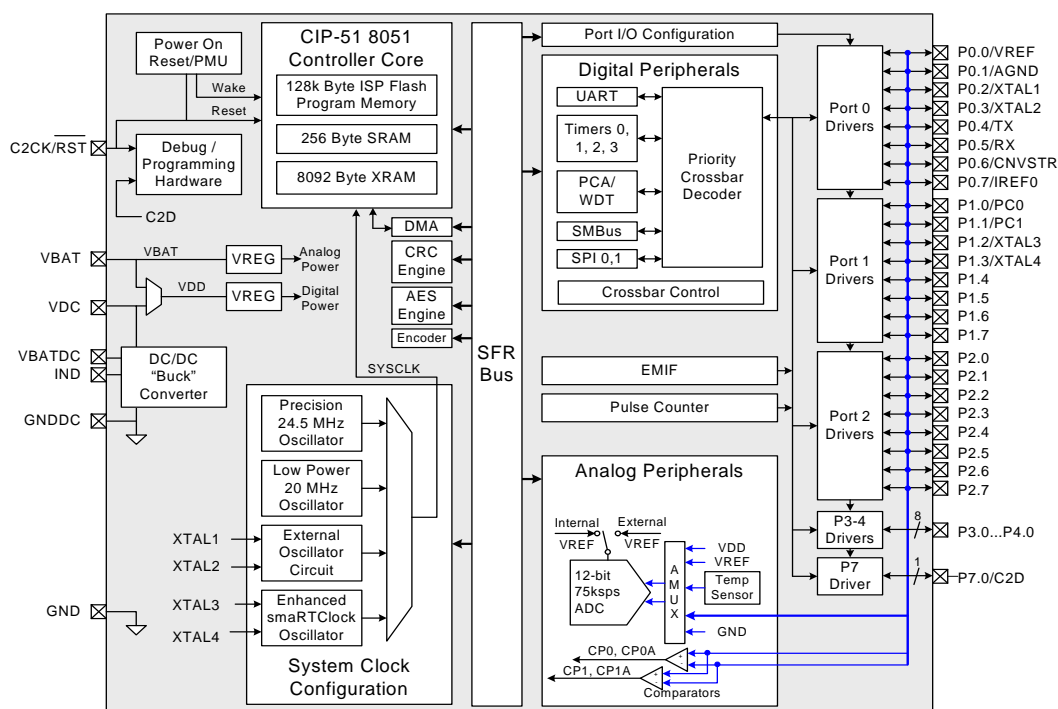 Power On
Reset/PMU
Wake
Reset
C2CK/RST
Debug /
Programming
Hardware
C2D
CIP-51 8051
Controller Core
128k Byte ISP Flash
Program Memory
256 Byte SRAM
8092 Byte XRAM
DMA
CRC
Engine
AES
Engine
Encoder
VBAT
VBAT
VREG
Analog
Power
VDD
VREG
Digital
Power
VDC
VBATDC
IND
DC/DC
"Buck"
Converter
GNDDC
SYSCLK
Precision
24.5 MHz
Oscillator
Low Power
20 MHz
Oscillator
XTAL1
XTAL2
External
Oscillator
Circuit
XTAL3
XTAL4
Enhanced
smaRTClock
Oscillator
GND
System Clock
Configuration
SFR
Bus
Port I/O Configuration
Digital Peripherals
UART
Timers 0,
1, 2, 3
PCA/
WDT
SMBus
SPI 0,1
Priority
Crossbar
Decoder
Crossbar Control
EMIF
Pulse Counter
Analog Peripherals
Internal
VREF
External
VREF
12-bit
75ksps
ADC
A
M
U
X
VDD
VREF
Temp
Sensor
GND
CP0, CP0A
+
-
CP1, CP1A
+
-
Comparators
Port 0
Drivers
Port 1
Drivers
Port 2
Drivers
P3-4
Drivers
P7
Driver
8
1
P0.0/VREF
P0.1/AGND
P0.2/XTAL1
P0.3/XTAL2
P0.4/TX
P0.5/RX
P0.6/CNVSTR
P0.7/IREF0
P1.0/PC0
P1.1/PC1
P1.2/XTAL3
P1.3/XTAL4
P1.4
P1.5
P1.6
P1.7
P2.0
P2.1
P2.2
P2.3
P2.4
P2.5
P2.6
P2.7
P3.0...P4.0
P7.0/C2D